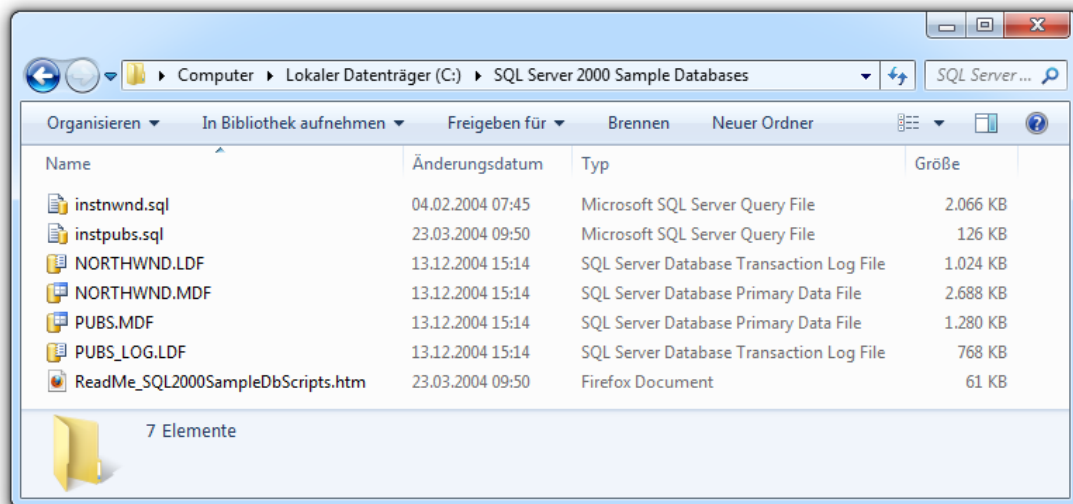 Computer Lokaler Datenträger (C:) SQL Server 2000 Sample Databases SQL Server ...
Organisieren In Bibliothek aufnehmen Freigeben für Brennen Neuer Ordner
Name Änderungsdatum Typ Größe
instnwnd.sql 04.02.2004 07:45 Microsoft SQL Server Query File 2.066 KB
instpubs.sql 23.03.2004 09:50 Microsoft SQL Server Query File 126 KB
NORTHWND.LDF 13.12.2004 15:14 SQL Server Database Transaction Log File 1.024 KB
NORTHWND.MDF 13.12.2004 15:14 SQL Server Database Primary Data File 2.688 KB
PUBS.MDF 13.12.2004 15:14 SQL Server Database Primary Data File 1.280 KB
PUBS_LOG.LDF 13.12.2004 15:14 SQL Server Database Transaction Log File 768 KB
ReadMe_SQL2000SampleDbScripts.htm 23.03.2004 09:50 Firefox Document 61 KB
7 Elemente